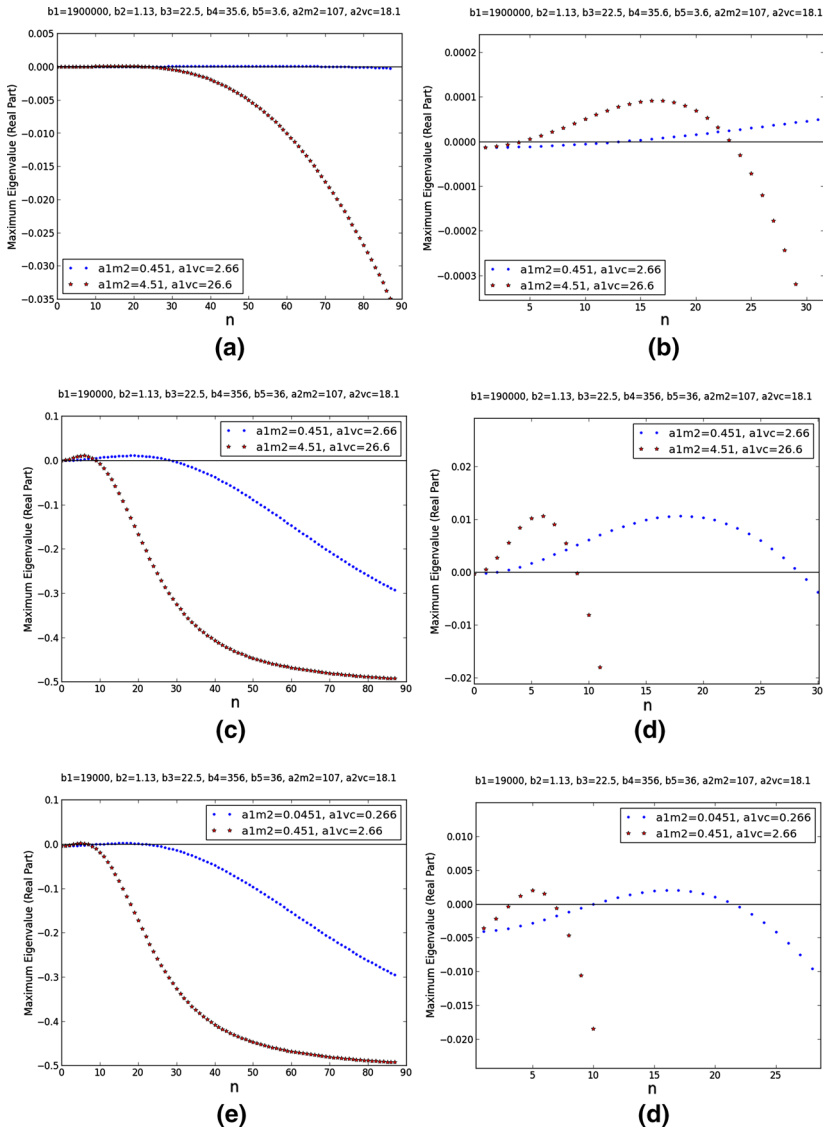 b1=1900000, b2=1.13, b3=22.5, b4=35.6, b5=3.6, a2m2=107, a2vc=18.1
0.005
0.000
−0.005
−0.010
−0.015
−0.020
−0.025
−0.030
−0.035
Maximum Eigenvalue (Real Part)
a1m2=0.451, a1vc=2.66
a1m2=4.51, a1vc=26.6
0 10 20 30 40 50 60 70 80 90
n
(a)
b1=1900000, b2=1.13, b3=22.5, b4=35.6, b5=3.6, a2m2=107, a2vc=18.1
0.0002
0.0001
0.0000
−0.0001
−0.0002
−0.0003
Maximum Eigenvalue (Real Part)
a1m2=0.451, a1vc=2.66
a1m2=4.51, a1vc=26.6
5 10 15 20 25 30
n
(b)
b1=190000, b2=1.13, b3=22.5, b4=356, b5=36, a2m2=107, a2vc=18.1
0.1
0.0
−0.1
−0.2
−0.3
−0.4
−0.5
Maximum Eigenvalue (Real Part)
a1m2=0.451, a1vc=2.66
a1m2=4.51, a1vc=26.6
0 10 20 30 40 50 60 70 80 90
n
(c)
b1=190000, b2=1.13, b3=22.5, b4=356, b5=36, a2m2=107, a2vc=18.1
0.02
0.01
0.00
−0.01
−0.02
Maximum Eigenvalue (Real Part)
a1m2=0.451, a1vc=2.66
a1m2=4.51, a1vc=26.6
0 5 10 15 20 25 30
n
(d)
b1=19000, b2=1.13, b3=22.5, b4=356, b5=36, a2m2=107, a2vc=18.1
0.1
0.0
−0.1
−0.2
−0.3
−0.4
−0.5
Maximum Eigenvalue (Real Part)
a1m2=0.0451, a1vc=0.266
a1m2=0.451, a1vc=2.66
0 10 20 30 40 50 60 70 80 90
n
(e)
b1=19000, b2=1.13, b3=22.5, b4=356, b5=36, a2m2=107, a2vc=18.1
0.010
0.005
0.000
−0.005
−0.010
−0.015
−0.020
Maximum Eigenvalue (Real Part)
a1m2=0.0451, a1vc=0.266
a1m2=0.451, a1vc=2.66
5 10 15 20 25
n
(d)